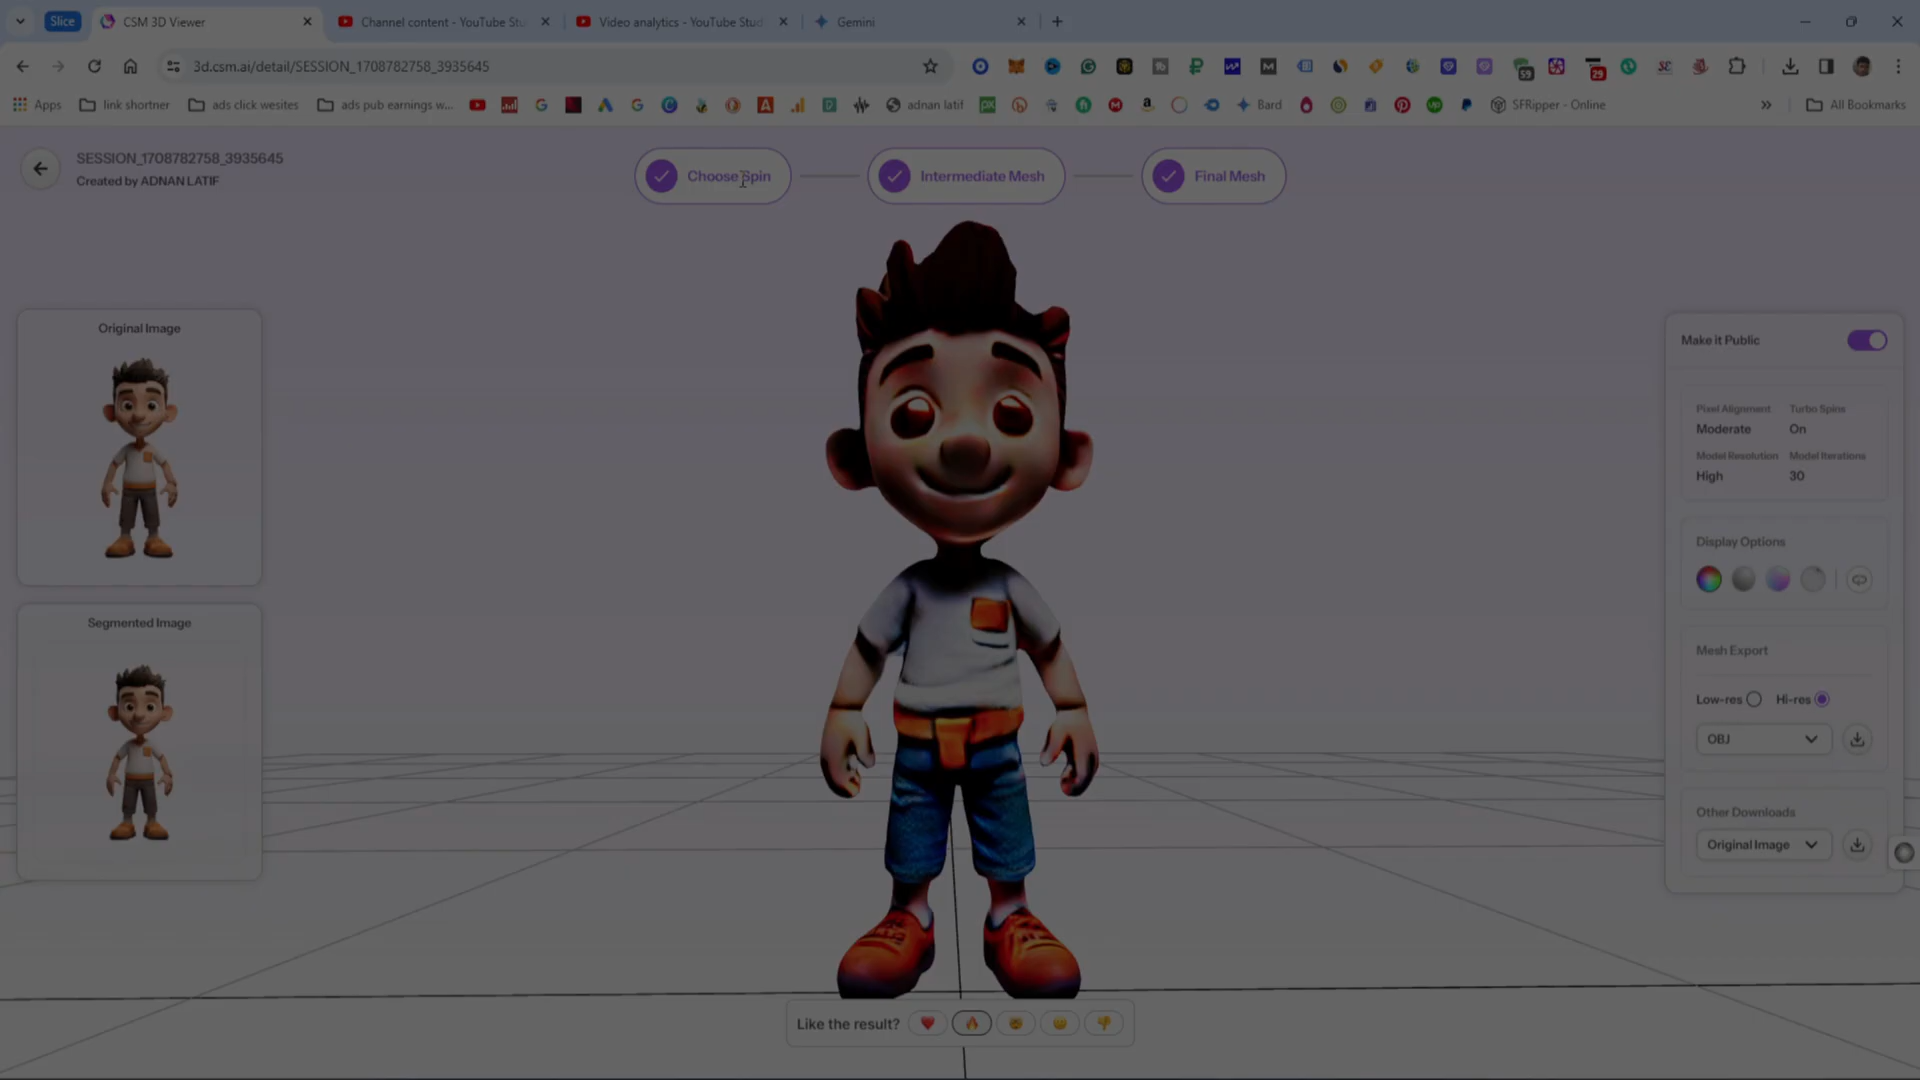 Slice
CSM 3D Viewer
Channel content - YouTube Stu
Video analytics - YouTube Stud
Gemini
3d.csm.ai/detail/SESSION_1708782758_3935645
59
29
Apps
link shortner
ads click wesites
ads pub earnings w...
adnan latif
Bard
SFRipper - Online
All Bookmarks
SESSION_1708782758_3935645
Created by ADNAN LATIF
Choose Spin
Intermediate Mesh
Final Mesh
Original Image
Segmented Image
Make it Public
Pixel Alignment
Turbo Spins
Moderate
On
Model Resolution
Model Iterations
High
30
Display Options
Mesh Export
Low-res
Hi-res
OBJ
Other Downloads
Original Image
Like the result?